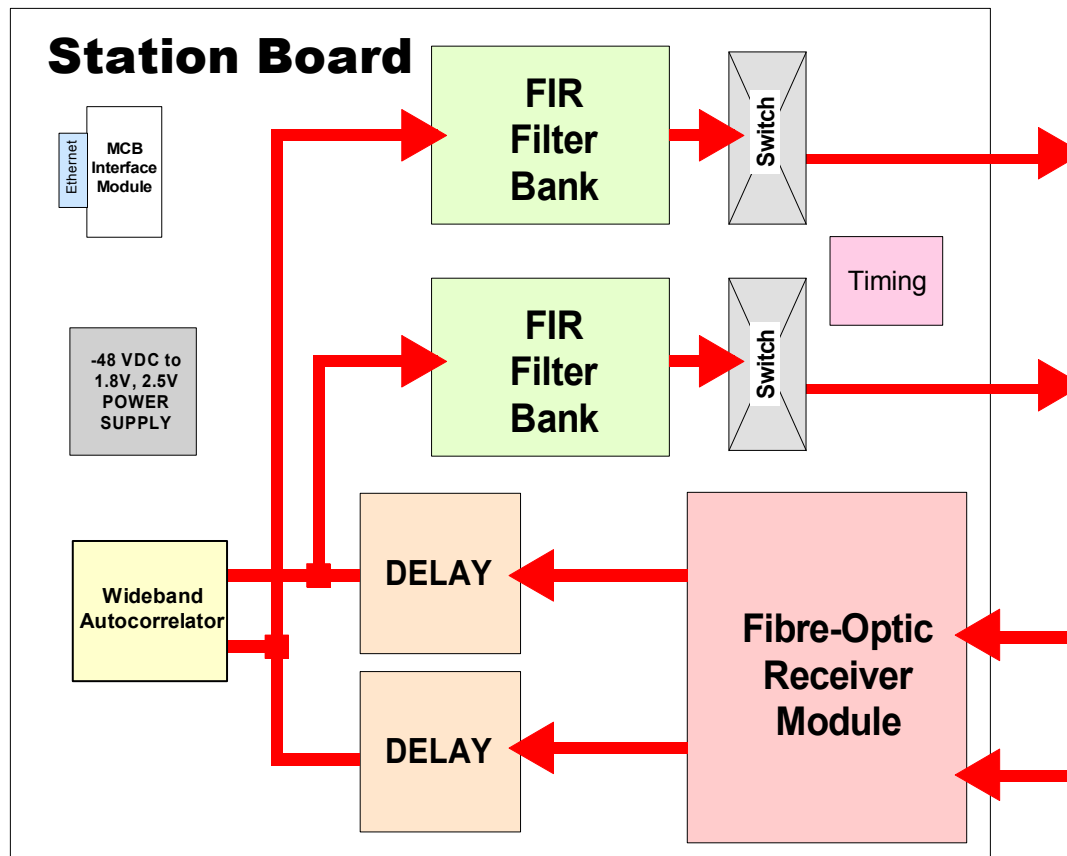 Station Board
Ethernet
MCB
Interface
Module
FIR
Filter
Bank
Switch
Timing
-48 VDC to
1.8V, 2.5V
POWER
SUPPLY
FIR
Filter
Bank
Switch
Wideband
Autocorrelator
DELAY
DELAY
Fibre-Optic
Receiver
Module